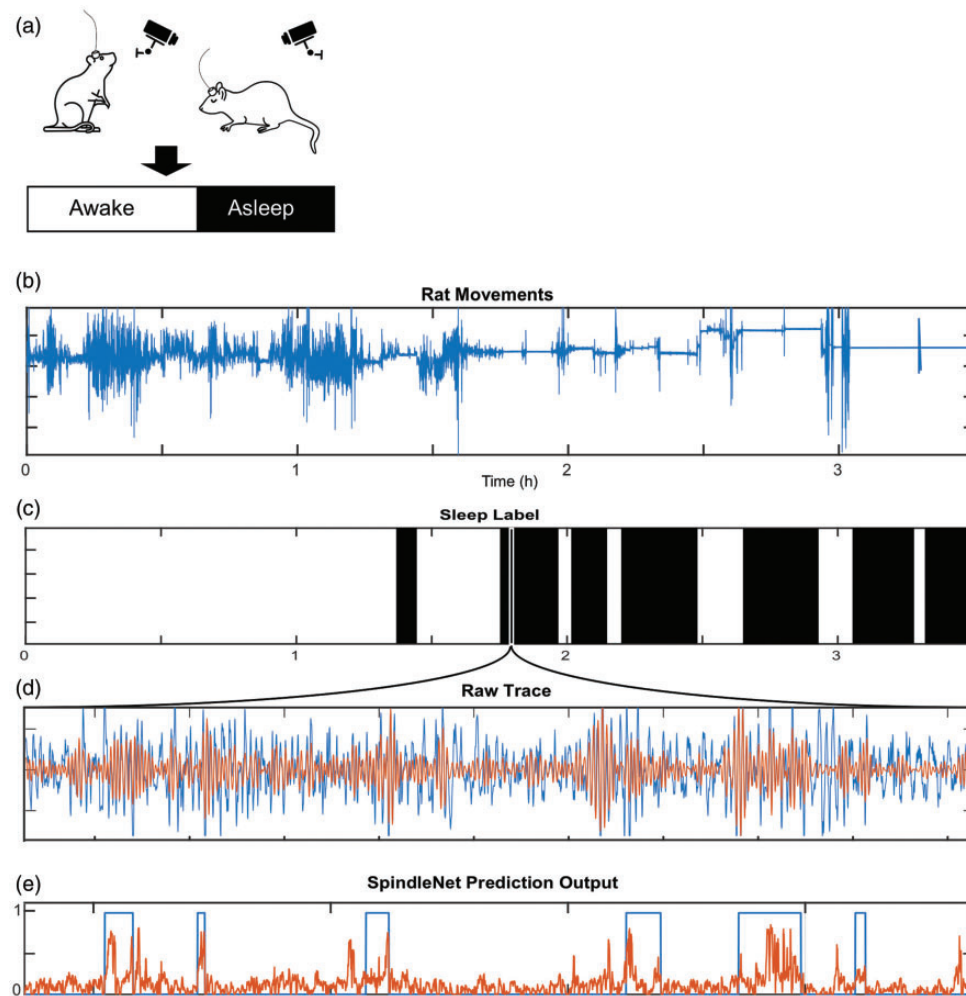 (a)
Awake Asleep
(b)
Rat Movements
0 1 2 3
Time (h)
(c)
Sleep Label
0 1 2 3
(d)
Raw Trace
(e)
SpindleNet Prediction Output
1
0